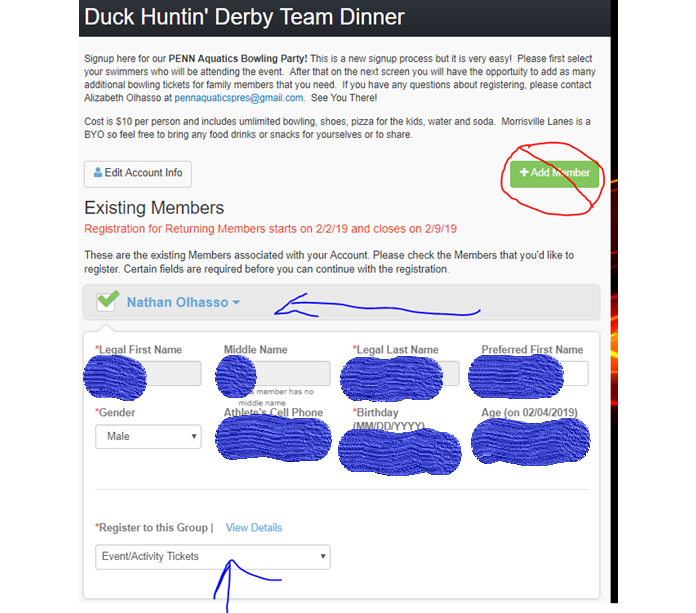 Duck Huntin' Derby Team Dinner
Signup here for our PENN Aquatics Bowling Party! This is a new signup process but it is very easy! Please first select
your swimmers who will be attending the event. After that on the next screen you will have the opportuity to add as many
additional bowling tickets for family members that you need. If you have any questions about registering, please contact
Alizabeth Olhasso at pennaquaticspres@gmail.com. See You There!
Cost is $10 per person and includes umlimited bowling, shoes, pizza for the kids, water and soda. Morrisville Lanes is a
BYO so feel free to bring any food drinks or snacks for yourselves or to share.
Edit Account Info
+ Add Member
Existing Members
Registration for Returning Members starts on 2/2/19 and closes on 2/9/19
These are the existing Members associated with your Account. Please check the Members that you'd like to
register. Certain fields are required before you can continue with the registration.
Nathan Olhasso
*Legal First Name Middle Name *Legal Last Name Preferred First Name
member has no
middle name
*Gender Athlete's Cell Phone *Birthday Age (on 02/04/2019)
(MM/DD/YYYY)
Male
*Register to this Group | View Details
Event/Activity Tickets